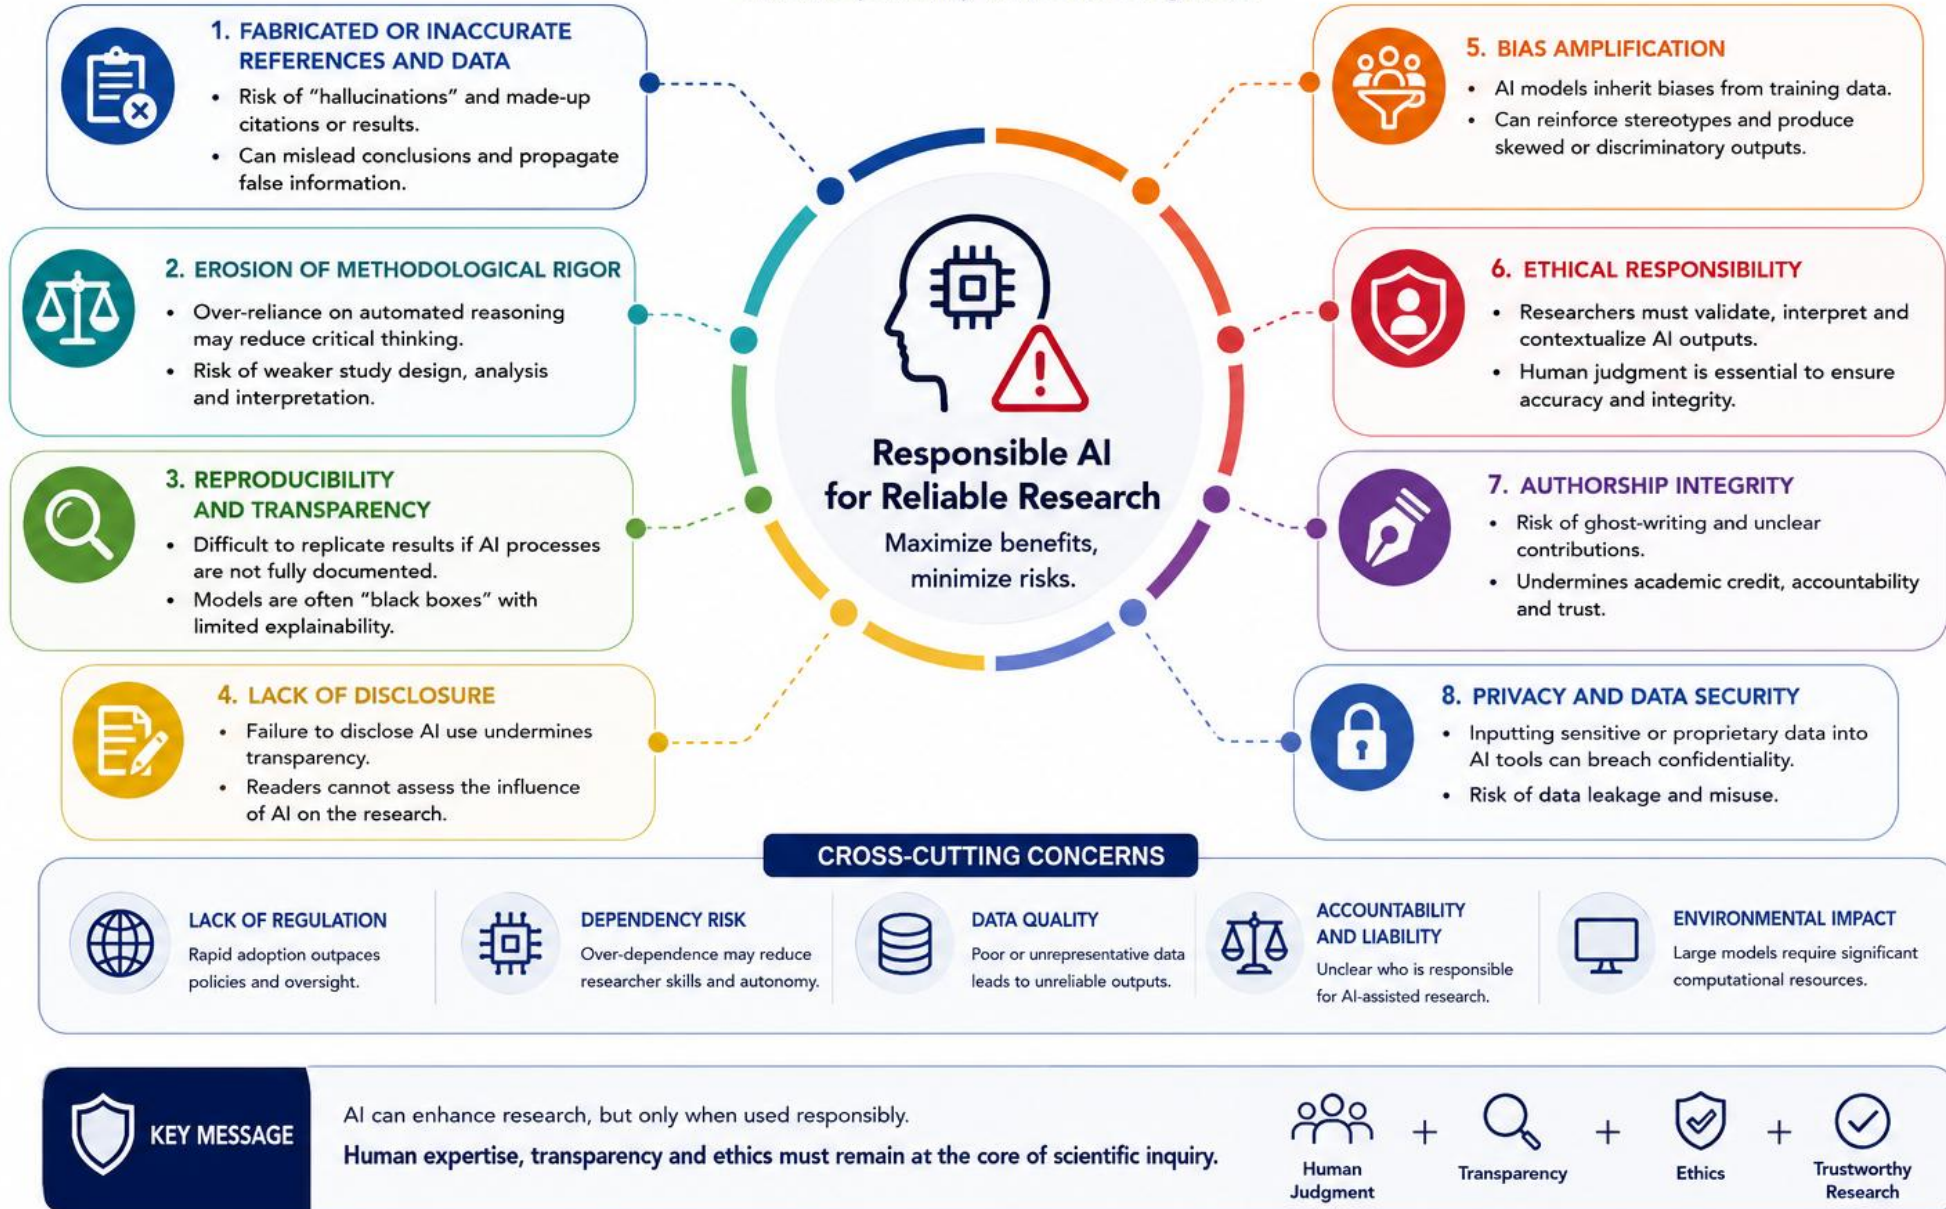 1. FABRICATED OR INACCURATE
REFERENCES AND DATA
• Risk of “hallucinations” and made-up
citations or results.
• Can mislead conclusions and propagate
false information.
2. EROSION OF METHODOLOGICAL RIGOR
• Over-reliance on automated reasoning
may reduce critical thinking.
• Risk of weaker study design, analysis
and interpretation.
3. REPRODUCIBILITY
AND TRANSPARENCY
• Difficult to replicate results if AI processes
are not fully documented.
• Models are often “black boxes” with
limited explainability.
4. LACK OF DISCLOSURE
• Failure to disclose AI use undermines
transparency.
• Readers cannot assess the influence
of AI on the research.
Responsible AI
for Reliable Research
Maximize benefits,
minimize risks.
5. BIAS AMPLIFICATION
• AI models inherit biases from training data.
• Can reinforce stereotypes and produce
skewed or discriminatory outputs.
6. ETHICAL RESPONSIBILITY
• Researchers must validate, interpret and
contextualize AI outputs.
• Human judgment is essential to ensure
accuracy and integrity.
7. AUTHORSHIP INTEGRITY
• Risk of ghost-writing and unclear
contributions.
• Undermines academic credit, accountability
and trust.
8. PRIVACY AND DATA SECURITY
• Inputting sensitive or proprietary data into
AI tools can breach confidentiality.
• Risk of data leakage and misuse.
CROSS-CUTTING CONCERNS
LACK OF REGULATION
Rapid adoption outpaces
policies and oversight.
DEPENDENCY RISK
Over-dependence may reduce
researcher skills and autonomy.
DATA QUALITY
Poor or unrepresentative data
leads to unreliable outputs.
ACCOUNTABILITY
AND LIABILITY
Unclear who is responsible
for AI-assisted research.
ENVIRONMENTAL IMPACT
Large models require significant
computational resources.
KEY MESSAGE
AI can enhance research, but only when used responsibly.
Human expertise, transparency and ethics must remain at the core of scientific inquiry.
Human
Judgment
+
Transparency
+
Ethics
+
Trustworthy
Research